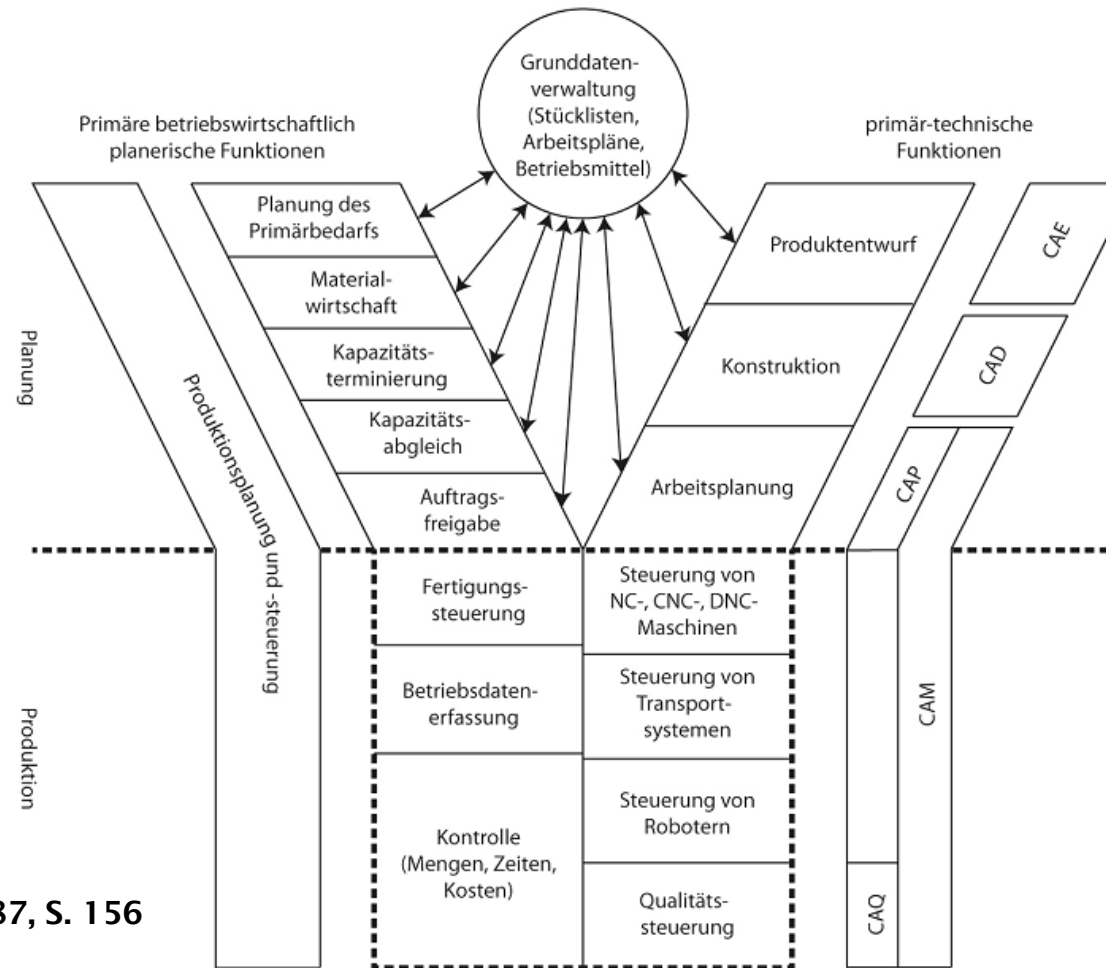 Grunddaten-
verwaltung
(Stücklisten,
Arbeitspläne,
Betriebsmittel)
Primäre betriebswirtschaftlich
planerische Funktionen
primär-technische
Funktionen
Planung
Produktionsplanung und -steuerung
Planung des
Primärbedarfs
Material-
wirtschaft
Kapazitäts-
terminierung
Kapazitäts-
abgleich
Auftrags-
freigabe
Produktentwurf
Konstruktion
Arbeitsplanung
CAE
CAD
CAP
Produktion
Fertigungs-
steuerung
Betriebsdaten-
erfassung
Kontrolle
(Mengen, Zeiten,
Kosten)
Steuerung von
NC-, CNC-, DNC-
Maschinen
Steuerung von
Transport-
systemen
Steuerung von
Robotern
Qualitäts-
steuerung
CAM
CAQ
87, S. 156